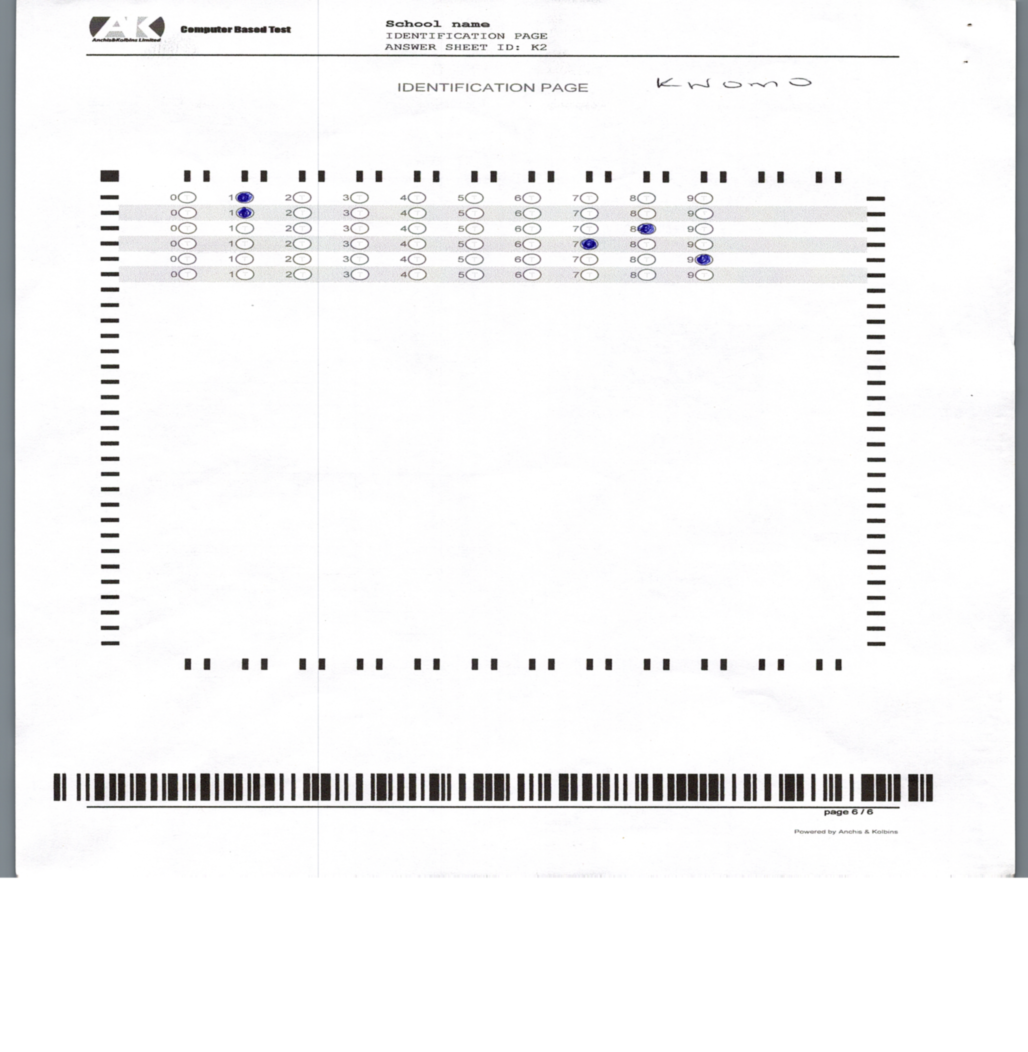 AK
Anchis&Kolbins Limited
Computer Based Test
School name
IDENTIFICATION PAGE
ANSWER SHEET ID: K2
IDENTIFICATION PAGE
KWOMO
0 1 2 3 4 5 6 7 8 9
0 1 2 3 4 5 6 7 8 9
0 1 2 3 4 5 6 7 8 9
0 1 2 3 4 5 6 7 8 9
0 1 2 3 4 5 6 7 8 9
0 1 2 3 4 5 6 7 8 9
page 6 / 6
Powered by Anchis & Kolbins